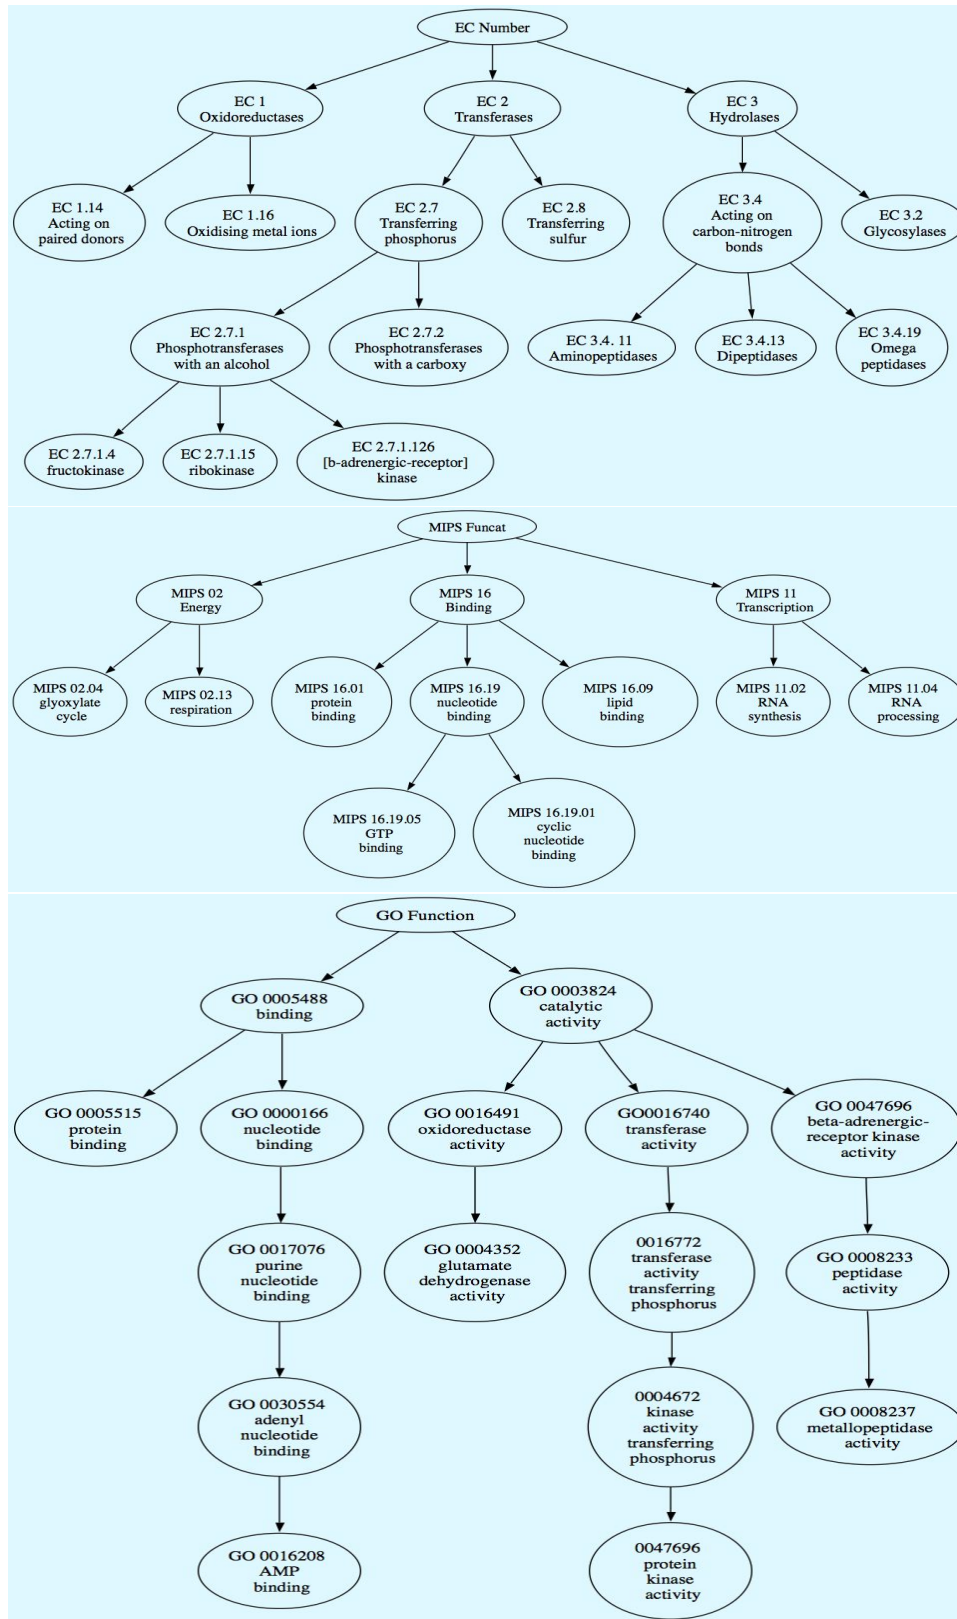 EC Number
EC 1
Oxidoreductases
EC 2
Transferases
EC 3
Hydrolases
EC 1.14
Acting on
paired donors
EC 1.16
Oxidising metal ions
EC 2.7
Transferring
phosphorus
EC 2.8
Transferring
sulfur
EC 3.4
Acting on
carbon-nitrogen
bonds
EC 3.2
Glycosylases
EC 2.7.1
Phosphotransferases
with an alcohol
EC 2.7.2
Phosphotransferases
with a carboxy
EC 3.4. 11
Aminopeptidases
EC 3.4.13
Dipeptidases
EC 3.4.19
Omega
peptidases
EC 2.7.1.4
fructokinase
EC 2.7.1.15
ribokinase
EC 2.7.1.126
[b-adrenergic-receptor]
kinase
MIPS Funcat
MIPS 02
Energy
MIPS 16
Binding
MIPS 11
Transcription
MIPS 02.04
glyoxylate
cycle
MIPS 02.13
respiration
MIPS 16.01
protein
binding
MIPS 16.19
nucleotide
binding
MIPS 16.09
lipid
binding
MIPS 11.02
RNA
synthesis
MIPS 11.04
RNA
processing
MIPS 16.19.05
GTP
binding
MIPS 16.19.01
cyclic
nucleotide
binding
GO Function
GO 0005488
binding
GO 0003824
catalytic
activity
GO 0005515
protein
binding
GO 0000166
nucleotide
binding
GO 0016491
oxidoreductase
activity
GO0016740
transferase
activity
GO 0047696
beta-adrenergic-
receptor kinase
activity
GO 0017076
purine
nucleotide
binding
GO 0004352
glutamate
dehydrogenase
activity
0016772
transferase
activity
transferring
phosphorus
GO 0008233
peptidase
activity
GO 0030554
adenyl
nucleotide
binding
0004672
kinase
activity
transferring
phosphorus
GO 0008237
metallopeptidase
activity
GO 0016208
AMP
binding
0047696
protein
kinase
activity